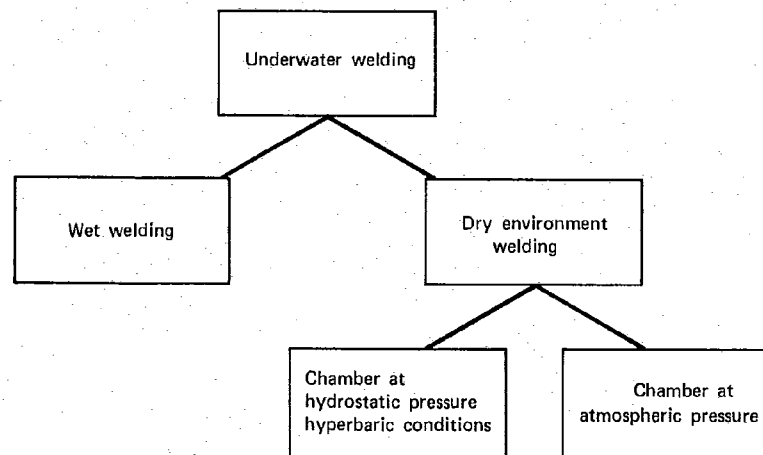 Underwater welding
Wet welding
Dry environment
welding
Chamber at
hydrostatic pressure
hyperbaric conditions
Chamber at
atmospheric pressure